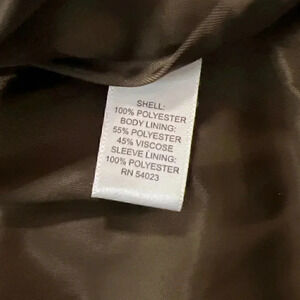 SHELL:
100% POLYESTER
BODY LINING:
55% POLYESTER
45% VISCOSE
SLEEVE LINING:
100% POLYESTER
RN 54023